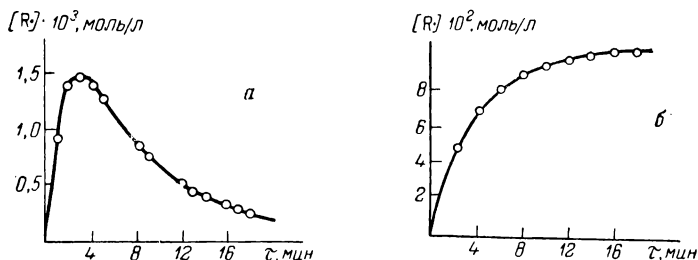 [R·]·10³, моль/л
1,5
1,0
0,5
4 8 12 16 τ, мин
а
[R·] 10², моль/л
8
6
4
2
4 8 12 16 τ, мин
б